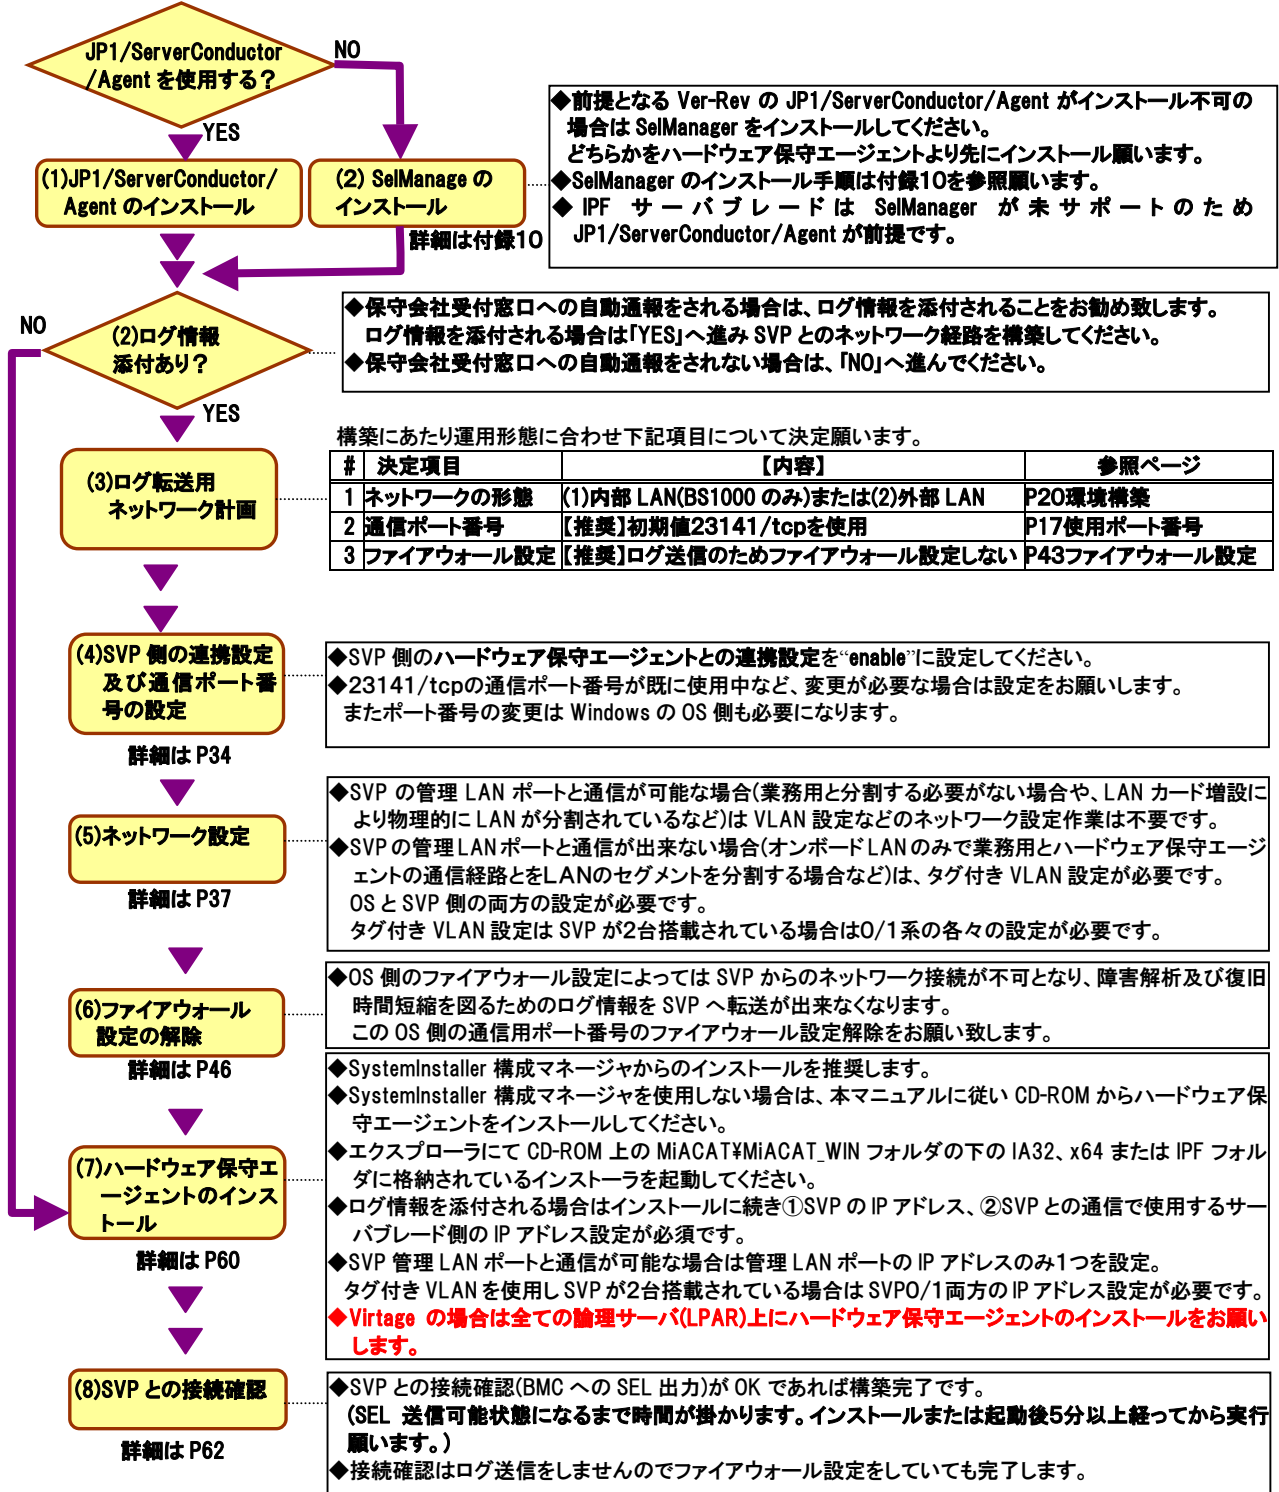 JP1/ServerConductor
/Agent を使用する?
NO
YES
(1)JP1/ServerConductor/
Agent のインストール
(2) SelManage の
インストール
詳細は付録10
◆前提となる Ver-Rev の JP1/ServerConductor/Agent がインストール不可の
場合は SelManager をインストールしてください。
どちらかをハードウェア保守エージェントより先にインストール願います。
◆SelManager のインストール手順は付録10を参照願います。
◆ IPF サーバブレードは SelManager が未サポートのため
JP1/ServerConductor/Agent が前提です。
NO
(2)ログ情報
添付あり?
YES
◆保守会社受付窓口への自動通報をされる場合は、ログ情報を添付されることをお勧め致します。
ログ情報を添付される場合は「YES」へ進み SVP とのネットワーク経路を構築してください。
◆保守会社受付窓口への自動通報をされない場合は、「NO」へ進んでください。
(3)ログ転送用
ネットワーク計画
構築にあたり運用形態に合わせ下記項目について決定願います。
# 決定項目 【内容】 参照ページ
1 ネットワークの形態 (1)内部 LAN(BS1000 のみ)または(2)外部 LAN P20環境構築
2 通信ポート番号 【推奨】初期値23141/tcpを使用 P17使用ポート番号
3 ファイアウォール設定 【推奨】ログ送信のためファイアウォール設定しない P43ファイアウォール設定
(4)SVP 側の連携設定
及び通信ポート番
号の設定
詳細は P34
◆SVP 側のハードウェア保守エージェントとの連携設定を“enable”に設定してください。
◆23141/tcpの通信ポート番号が既に使用中など、変更が必要な場合は設定をお願いします。
またポート番号の変更は Windows の OS 側も必要になります。
(5)ネットワーク設定
詳細は P37
◆SVP の管理 LAN ポートと通信が可能な場合(業務用と分割する必要がない場合や、LAN カード増設に
より物理的に LAN が分割されているなど)は VLAN 設定などのネットワーク設定作業は不要です。
◆SVP の管理 LAN ポートと通信が出来ない場合(オンボード LAN のみで業務用とハードウェア保守エージ
ェントの通信経路とをLANのセグメントを分割する場合など)は、タグ付き VLAN 設定が必要です。
OS と SVP 側の両方の設定が必要です。
タグ付き VLAN 設定は SVP が2台搭載されている場合は0/1系の各々の設定が必要です。
(6)ファイアウォール
設定の解除
詳細は P46
◆OS 側のファイアウォール設定によっては SVP からのネットワーク接続が不可となり、障害解析及び復旧
時間短縮を図るためのログ情報を SVP へ転送が出来なくなります。
この OS 側の通信用ポート番号のファイアウォール設定解除をお願い致します。
(7)ハードウェア保守エ
ージェントのインス
トール
詳細は P60
◆SystemInstaller 構成マネージャからのインストールを推奨します。
◆SystemInstaller 構成マネージャを使用しない場合は、本マニュアルに従い CD-ROM からハードウェア保
守エージェントをインストールしてください。
◆エクスプローラにて CD-ROM 上の MiACAT¥MiACAT_WIN フォルダの下の IA32、x64 または IPF フォル
ダに格納されているインストーラを起動してください。
◆ログ情報を添付される場合はインストールに続き①SVP の IP アドレス、②SVP との通信で使用するサー
バブレード側の IP アドレス設定が必須です。
◆SVP 管理 LAN ポートと通信が可能な場合は管理 LAN ポートの IP アドレスのみ1つを設定。
タグ付き VLAN を使用し SVP が2台搭載されている場合は SVP0/1両方の IP アドレス設定が必要です。
◆Virtage の場合は全ての論理サーバ(LPAR)上にハードウェア保守エージェントのインストールをお願い
します。
(8)SVP との接続確認
詳細は P62
◆SVP との接続確認(BMC への SEL 出力)が OK であれば構築完了です。
(SEL 送信可能状態になるまで時間が掛かります。インストールまたは起動後5分以上経ってから実行
願います。)
◆接続確認はログ送信をしませんのでファイアウォール設定をしていても完了します。